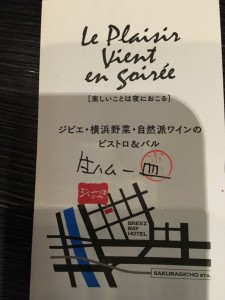 Le Plaisir
Vient
en Soirée
[楽しいことは夜におこる]
ジビエ・横浜野菜・自然派ワインの
ビストロ&バル
生ハム一皿
BREEZ
BAY
HOTEL
SAKURAGICHO STA.